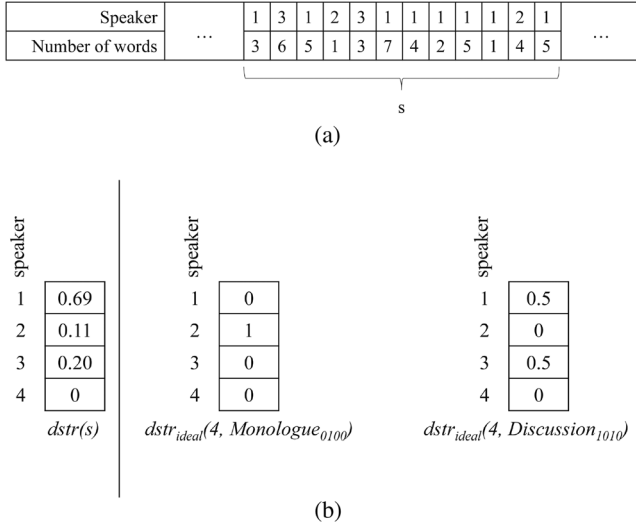 Speaker ... 1 3 1 2 3 1 1 1 1 1 2 1 ...
Number of words 3 6 5 1 3 7 4 2 5 1 4 5
s
(a)
speaker speaker speaker
1 0.69 1 0 1 0.5
2 0.11 2 1 2 0
3 0.20 3 0 3 0.5
4 0 4 0 4 0
dstr(s) dstr_ideal(4, Monologue_0100) dstr_ideal(4, Discussion_1010)
(b)